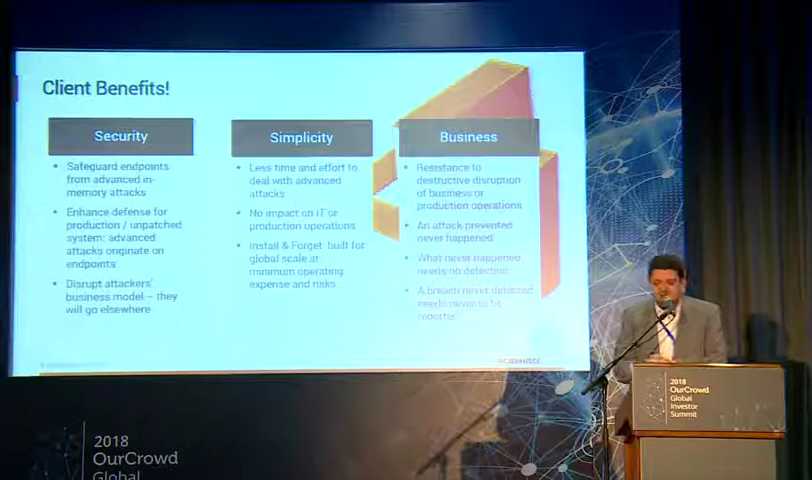 Client Benefits!
Security
Safeguard endpoints
from advanced in-
memory attacks
Enhance defense for
production / unpatched
system: advanced
attacks originate on
endpoints
Disrupt attackers'
business model – they
will go elsewhere
Simplicity
Less time and effort to
deal with advanced
attacks
No impact on IT or
production operations
Install & Forget: built for
global scale at
minimum operating
expense and risks
Business
Resistance to
destructive disruption
of business or
production operations
An attack prevented
never happened
What never happened
needs no detection
A breach never detected
needs never to be
MORPHISEC
2018
OurCrowd
Global
Investor
Summit
2018
OurCrowd
Global